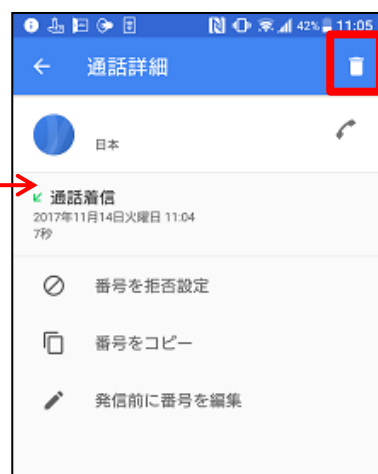 42% 11:05
通話詳細
日本
通話着信
2017年11月14日火曜日 11:04
7秒
番号を拒否設定
番号をコピー
発信前に番号を編集